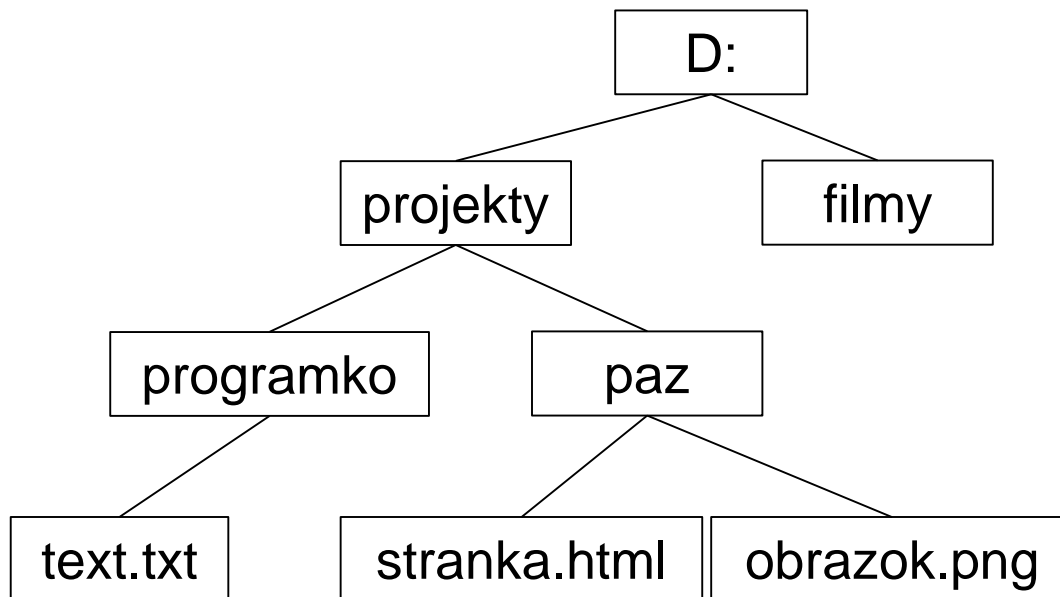 D:
projekty
filmy
programko
paz
text.txt
stranka.html
obrazok.png